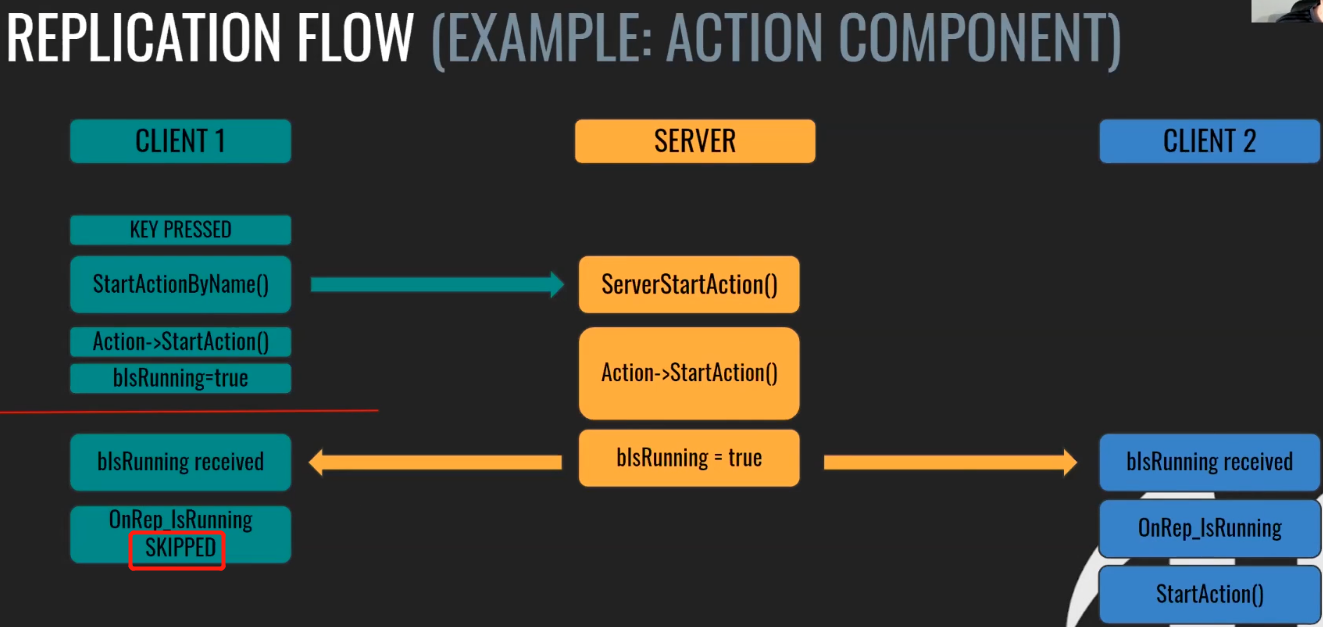 REPLICATION FLOW (EXAMPLE: ACTION COMPONENT)
CLIENT 1
SERVER
CLIENT 2
KEY PRESSED
StartActionByName()
ServerStartAction()
Action->StartAction()
bIsRunning=true
Action->StartAction()
bIsRunning received
bIsRunning = true
bIsRunning received
OnRep_IsRunning
SKIPPED
OnRep_IsRunning
StartAction()